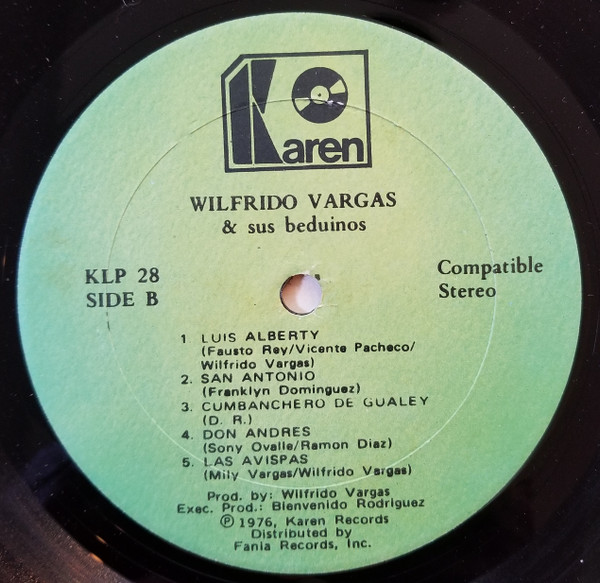 Karen
WILFRIDO VARGAS
& sus beduinos
KLP 28
SIDE B
Compatible
Stereo
1 LUIS ALBERTY
(Fausto Rey/Vicente Pacheco/
Wilfrido Vargas)
2. SAN ANTONIO
(Franklyn Dominguez)
3. CUMBANCHERO DE GUALEY
(D. R.)
4. DON ANDRES
(Sony Ovalle/Ramon Diaz)
5. LAS AVISPAS
(Mily Vargas/Wilfrido Vargas)
Prod. by: Wilfrido Vargas
Exec. Prod.: Bienvenido Rodriguez
℗ 1976, Karen Records
Distributed by
Fania Records, Inc.